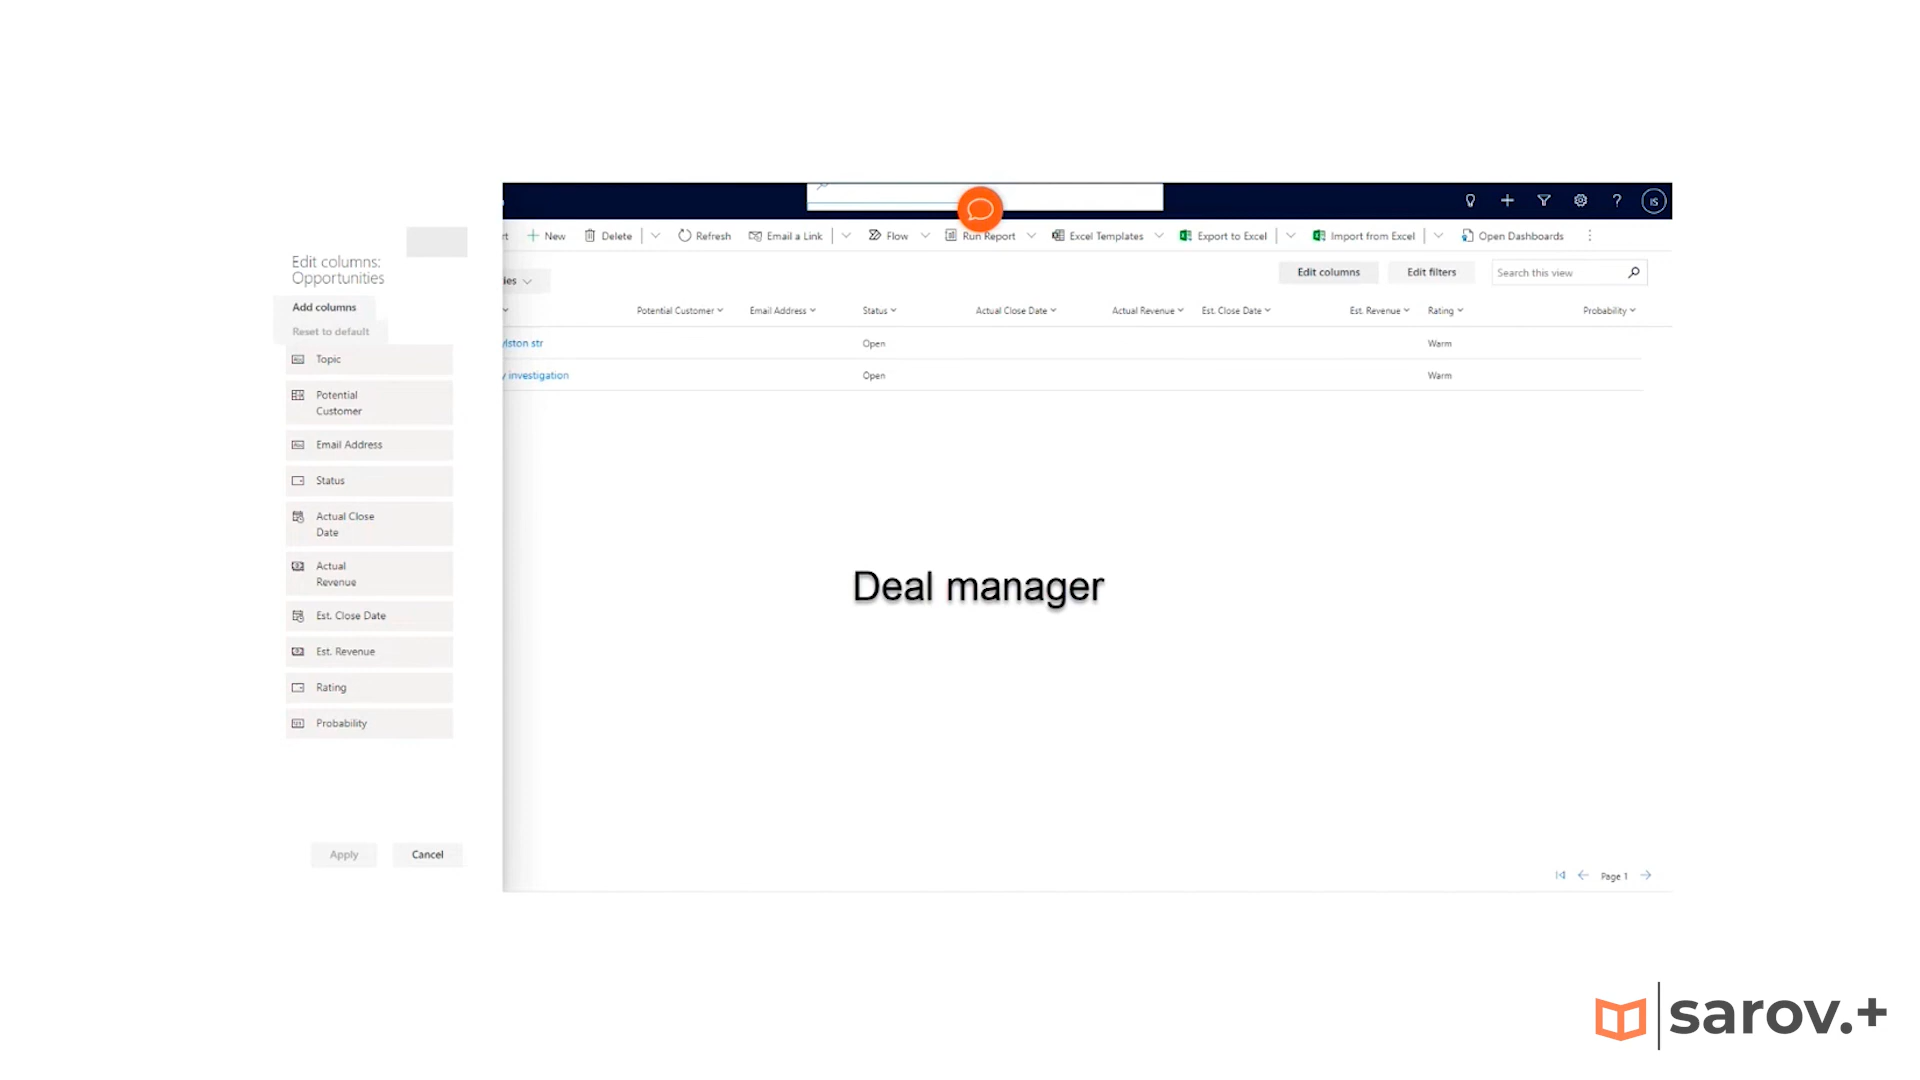 IS
New
Delete
Refresh
Email a Link
Flow
Run Report
Excel Templates
Export to Excel
Import from Excel
Open Dashboards
Edit columns:
Opportunities
Add columns
Reset to default
Topic
Potential
Customer
Email Address
Status
Actual Close
Date
Actual
Revenue
Est. Close Date
Est. Revenue
Rating
Probability
Apply
Cancel
Edit columns
Edit filters
Search this view
Potential Customer
Email Address
Status
Actual Close Date
Actual Revenue
Est. Close Date
Est. Revenue
Rating
Probability
str
Open
Warm
investigation
Open
Warm
Deal manager
Page 1
sarov.+